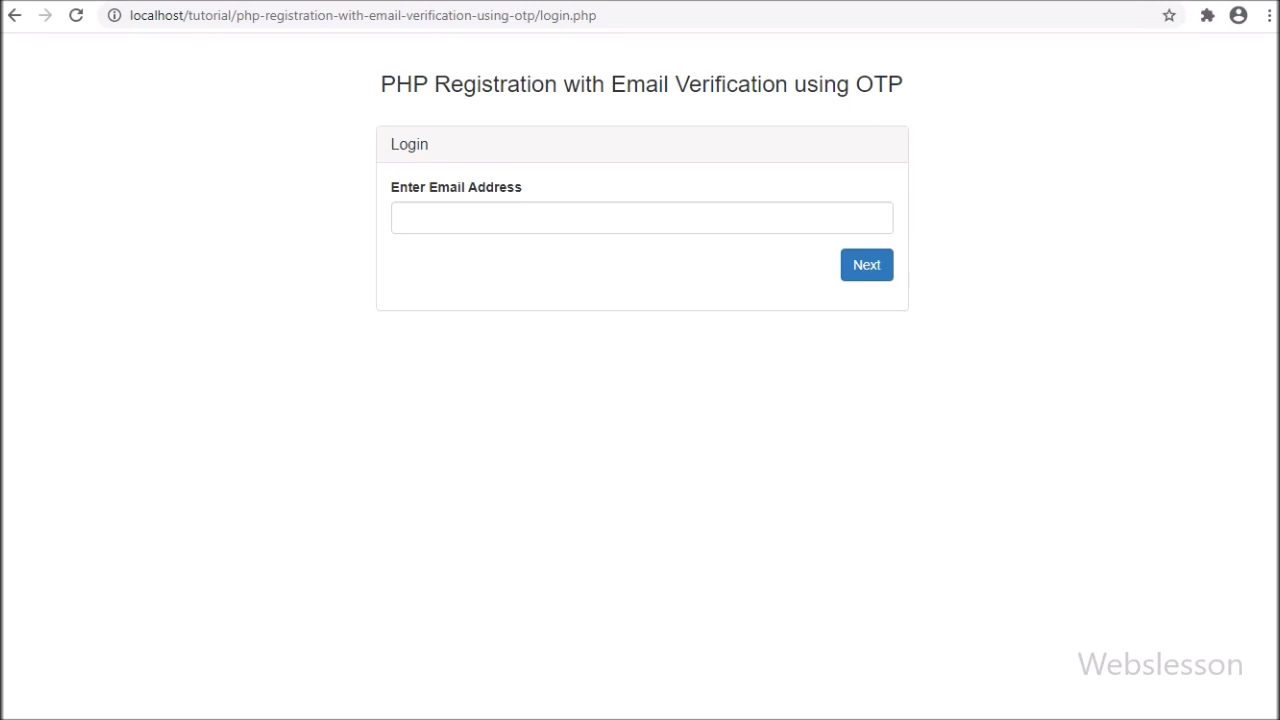 localhost/tutorial/php-registration-with-email-verification-using-otp/login.php
PHP Registration with Email Verification using OTP
Login
Enter Email Address
Next
Webslesson